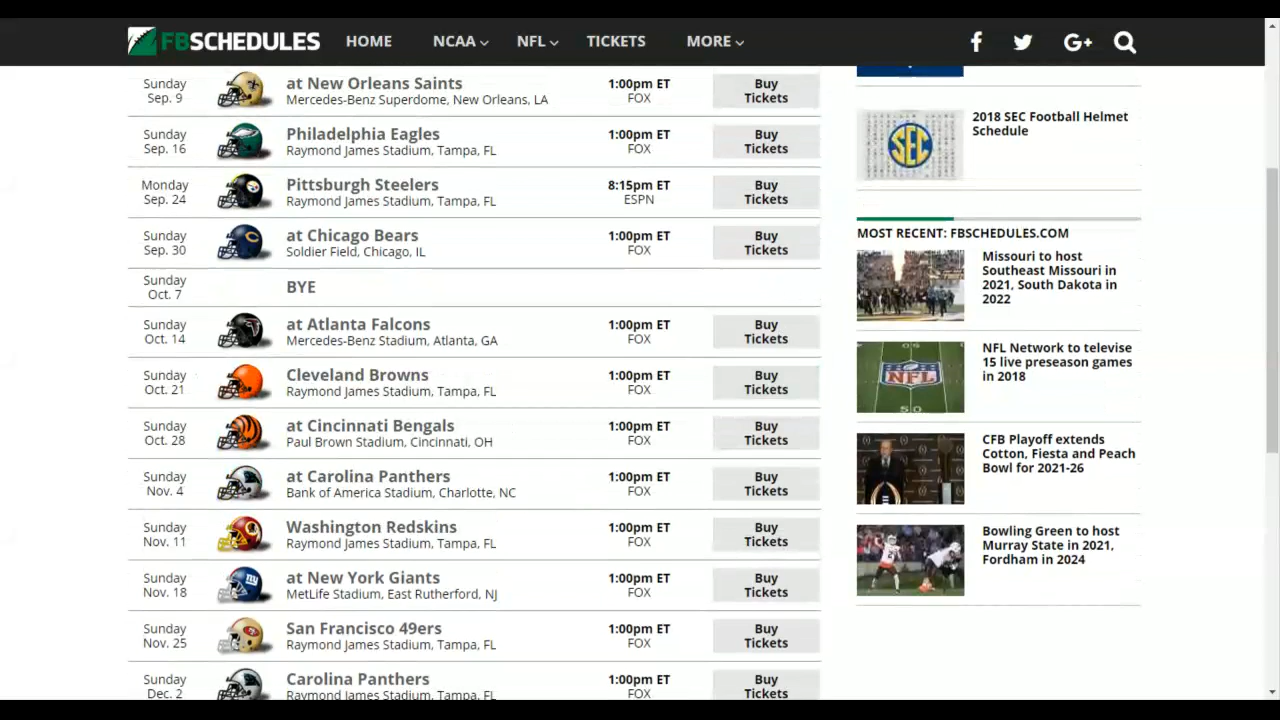 FBSCHEDULES HOME NCAA NFL TICKETS MORE f G+
Sunday at New Orleans Saints 1:00pm ET Buy
Sep. 9 Mercedes-Benz Superdome, New Orleans, LA FOX Tickets
Sunday Philadelphia Eagles 1:00pm ET Buy
Sep. 16 Raymond James Stadium, Tampa, FL FOX Tickets
Monday Pittsburgh Steelers 8:15pm ET Buy
Sep. 24 Raymond James Stadium, Tampa, FL ESPN Tickets
Sunday at Chicago Bears 1:00pm ET Buy
Sep. 30 Soldier Field, Chicago, IL FOX Tickets
Sunday BYE
Oct. 7
Sunday at Atlanta Falcons 1:00pm ET Buy
Oct. 14 Mercedes-Benz Stadium, Atlanta, GA FOX Tickets
Sunday Cleveland Browns 1:00pm ET Buy
Oct. 21 Raymond James Stadium, Tampa, FL FOX Tickets
Sunday at Cincinnati Bengals 1:00pm ET Buy
Oct. 28 Paul Brown Stadium, Cincinnati, OH FOX Tickets
Sunday at Carolina Panthers 1:00pm ET Buy
Nov. 4 Bank of America Stadium, Charlotte, NC FOX Tickets
Sunday Washington Redskins 1:00pm ET Buy
Nov. 11 Raymond James Stadium, Tampa, FL FOX Tickets
Sunday at New York Giants 1:00pm ET Buy
Nov. 18 MetLife Stadium, East Rutherford, NJ FOX Tickets
Sunday San Francisco 49ers 1:00pm ET Buy
Nov. 25 Raymond James Stadium, Tampa, FL FOX Tickets
Sunday Carolina Panthers 1:00pm ET Buy
Dec. 2 Raymond James Stadium, Tampa, FL FOX Tickets
SEC
2018 SEC Football Helmet
Schedule
MOST RECENT: FBSCHEDULES.COM
Missouri to host
Southeast Missouri in
2021, South Dakota in
2022
NFL
NFL Network to televise
15 live preseason games
in 2018
CFB Playoff extends
Cotton, Fiesta and Peach
Bowl for 2021-26
Bowling Green to host
Murray State in 2021,
Fordham in 2024